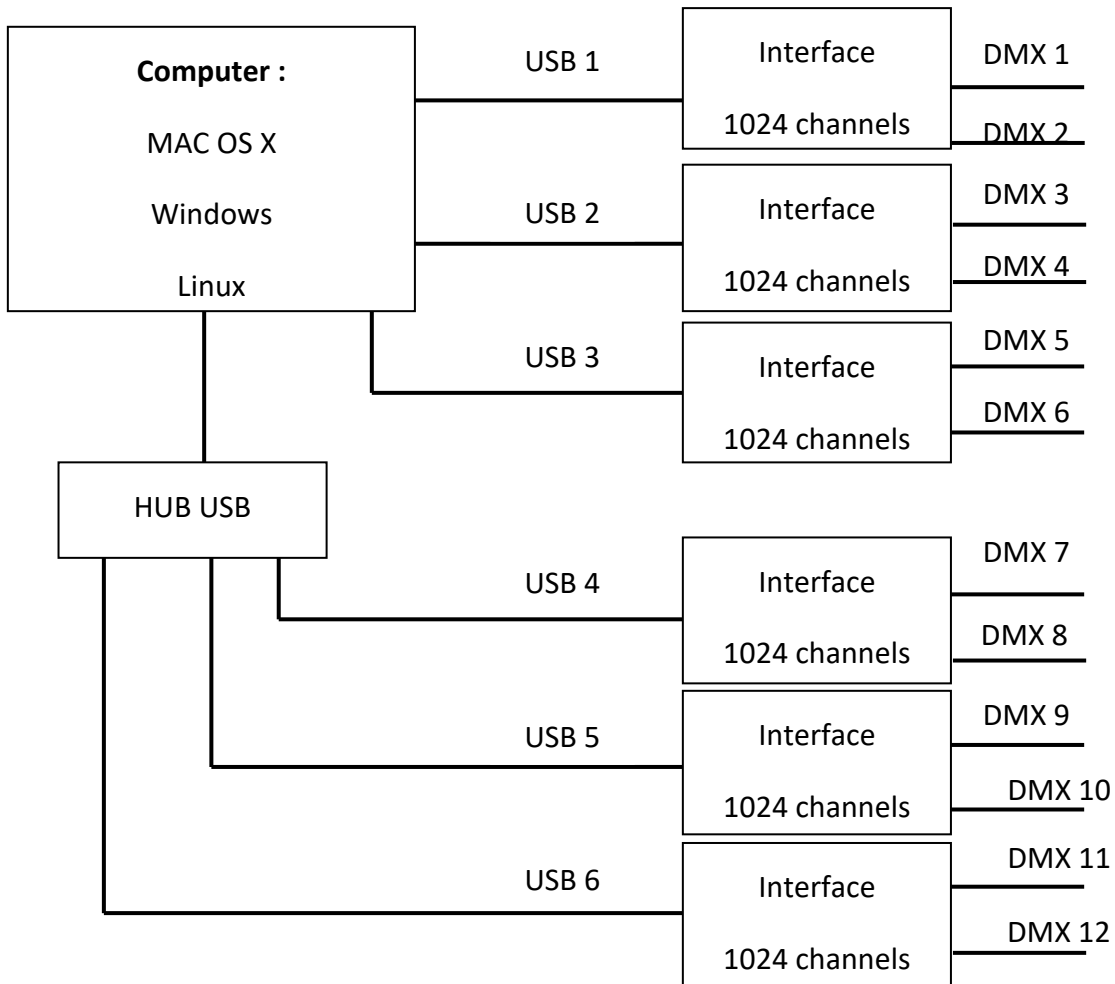 Computer :
MAC OS X
Windows
Linux
USB 1
Interface
1024 channels
DMX 1
DMX 2
USB 2
Interface
1024 channels
DMX 3
DMX 4
USB 3
Interface
1024 channels
DMX 5
DMX 6
HUB USB
USB 4
Interface
1024 channels
DMX 7
DMX 8
USB 5
Interface
1024 channels
DMX 9
DMX 10
USB 6
Interface
1024 channels
DMX 11
DMX 12